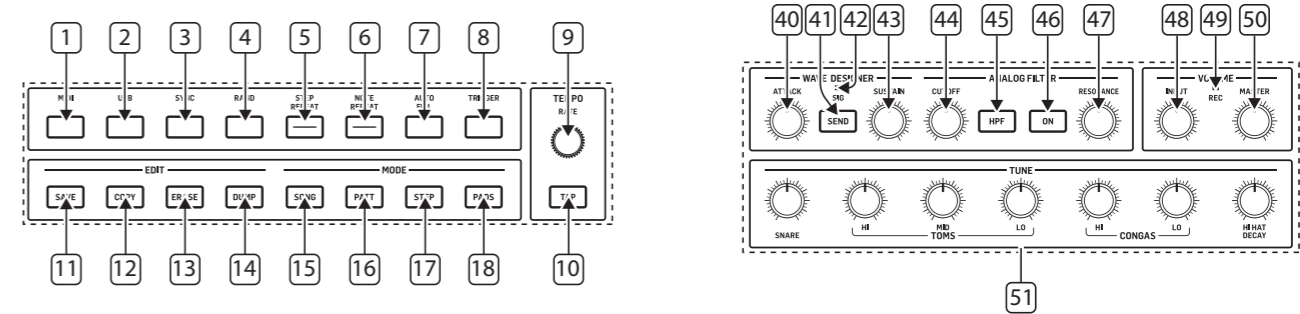 1 2 3 4 5 6 7 8 9
MIDI USB SYNC RAND STEP REPEAT NOTE REPEAT AUTO FILL TRIGGER TEMPO
RATE
EDIT MODE
SAVE COPY ERASE DUMP SONG PATT STEP PADS TAP
11 12 13 14 15 16 17 18 10
40 41 42 43 44 45 46 47 48 49 50
WAVE DESIGNER ANALOG FILTER VOLUME
ATTACK SIG SUSTAIN CUTOFF RESONANCE INPUT REC MASTER
SEND HPF ON
TUNE
SNARE HI MID LO HI LO HI HAT
TOMS CONGAS DECAY
51